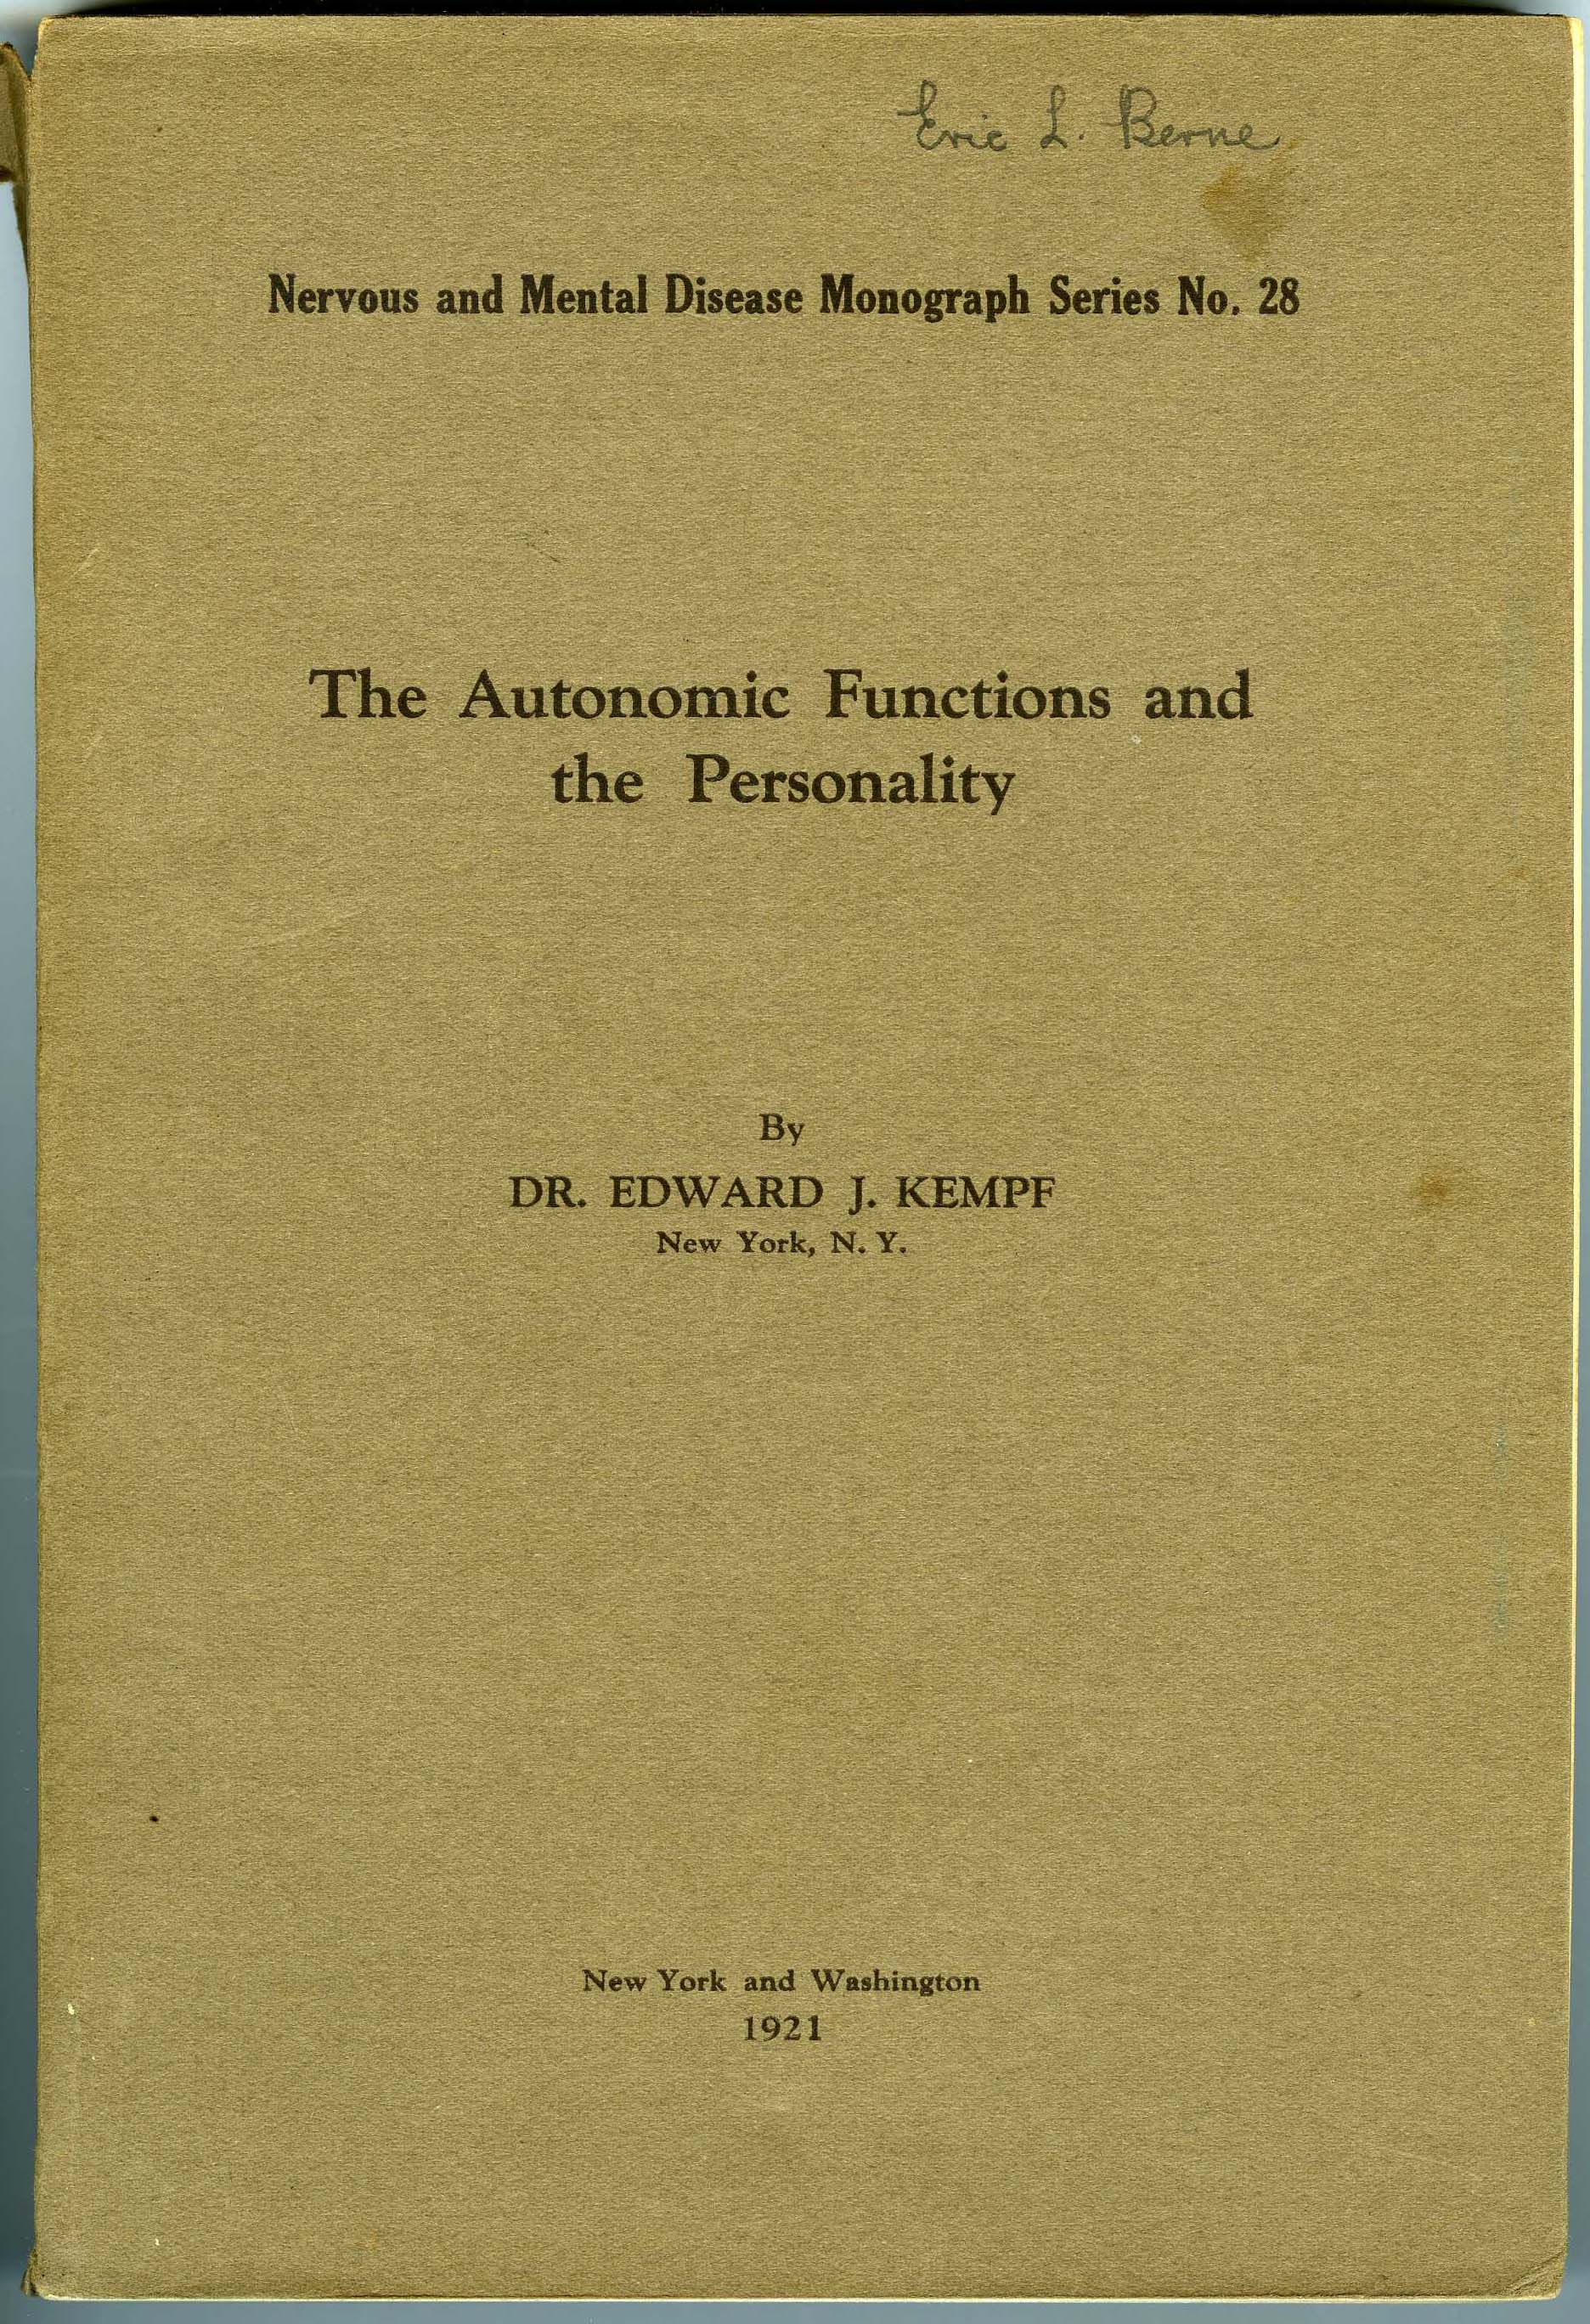 Eric L. Berne
Nervous and Mental Disease Monograph Series No. 28
The Autonomic Functions and
the Personality
By
DR. EDWARD J. KEMPF
New York, N. Y.
New York and Washington
1921